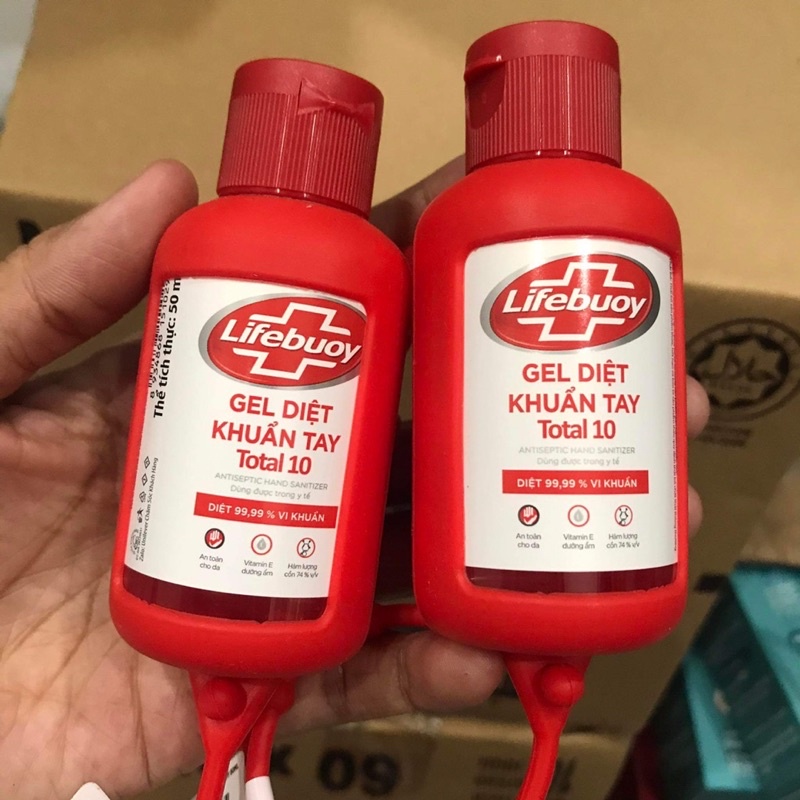 Lifebuoy
GEL DIỆT
KHUẨN TAY
Total 10
ANTISEPTIC HAND SANITIZER
Dùng được trong y tế
DIỆT 99,99 % VI KHUẨN
An toàn
cho da
Vitamin E
dưỡng ẩm
Hàm lượng
cồn 74 % v/v
Thể tích thực: 50 m
Lifebuoy
GEL DIỆT
KHUẨN TAY
Total 10
ANTISEPTIC HAND SANITIZER
Dùng được trong y tế
DIỆT 99,99 % VI KHUẨN
An toàn
cho da
Vitamin E
dưỡng ẩm
Hàm lượng
cồn 74 % v/v
09